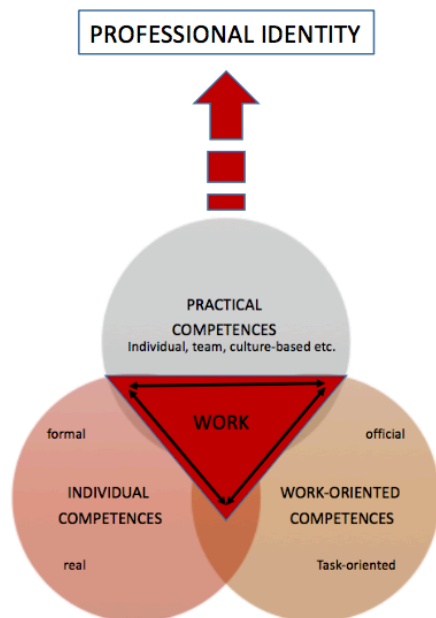 PROFESSIONAL IDENTITY
PRACTICAL
COMPETENCES
Individual, team, culture-based etc.
WORK
formal
official
INDIVIDUAL
COMPETENCES
WORK-ORIENTED
COMPETENCES
real
Task-oriented